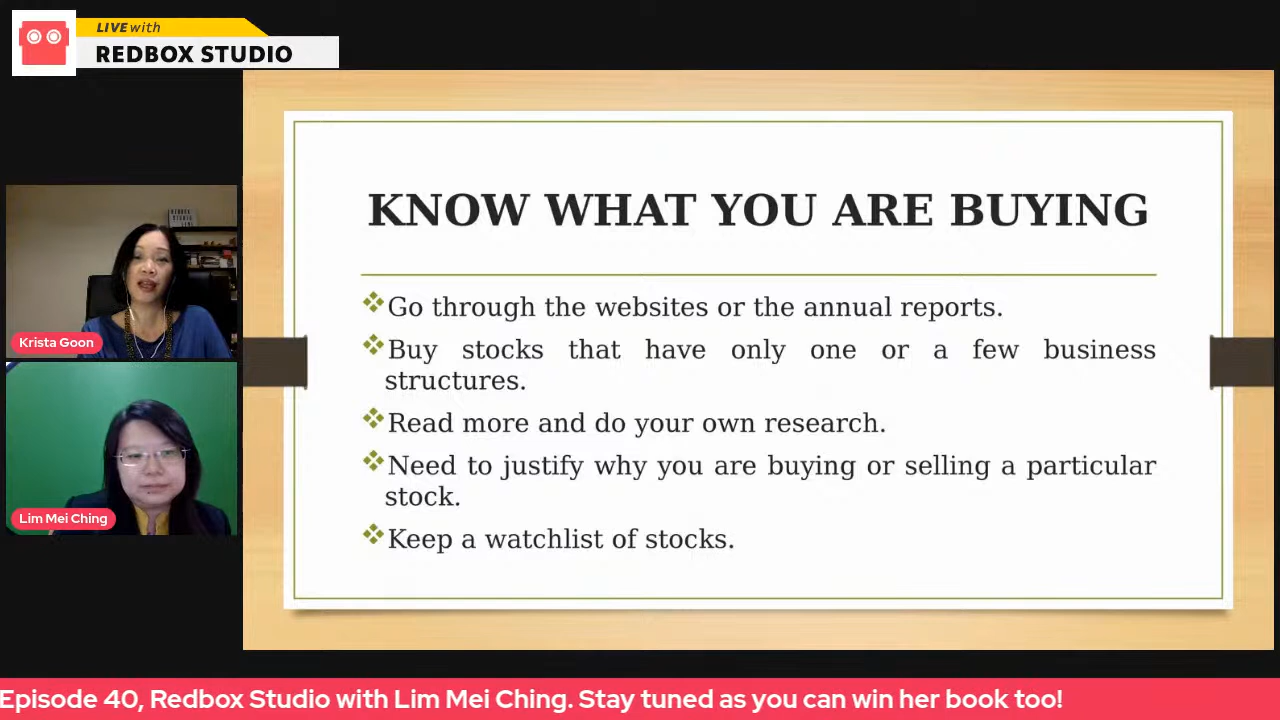 LIVE with
REDBOX STUDIO
KNOW WHAT YOU ARE BUYING
❖Go through the websites or the annual reports.
❖Buy stocks that have only one or a few business
structures.
❖Read more and do your own research.
❖Need to justify why you are buying or selling a particular
stock.
❖Keep a watchlist of stocks.
Krista Goon
Lim Mei Ching
Episode 40, Redbox Studio with Lim Mei Ching. Stay tuned as you can win her book too!